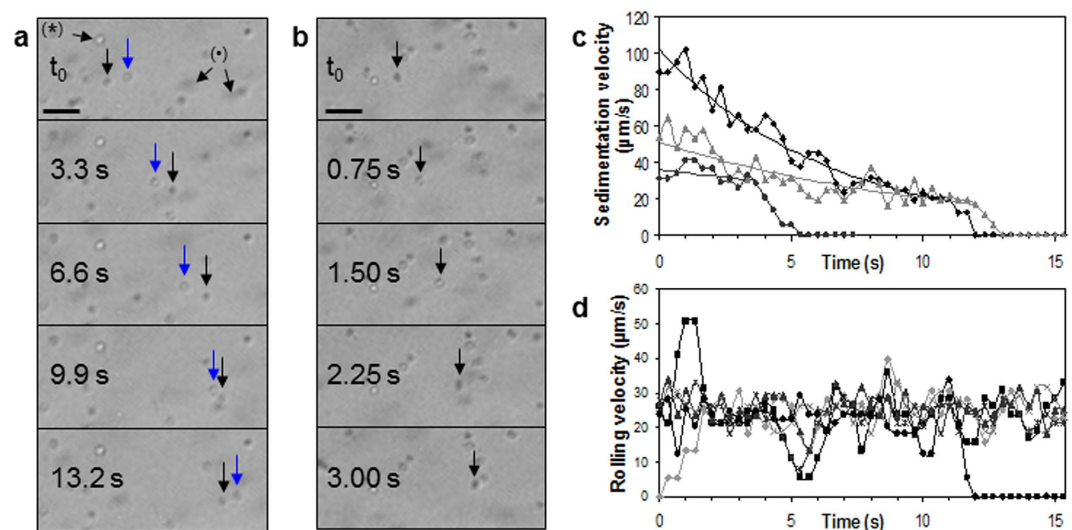 a
(*)
(•)
t0
3.3 s
6.6 s
9.9 s
13.2 s
b
t0
0.75 s
1.50 s
2.25 s
3.00 s
c
Sedimentation velocity
(µm/s)
120
100
80
60
40
20
0
0 5 10 15
Time (s)
d
Rolling velocity (µm/s)
60
50
40
30
20
10
0
0 5 10 15
Time (s)